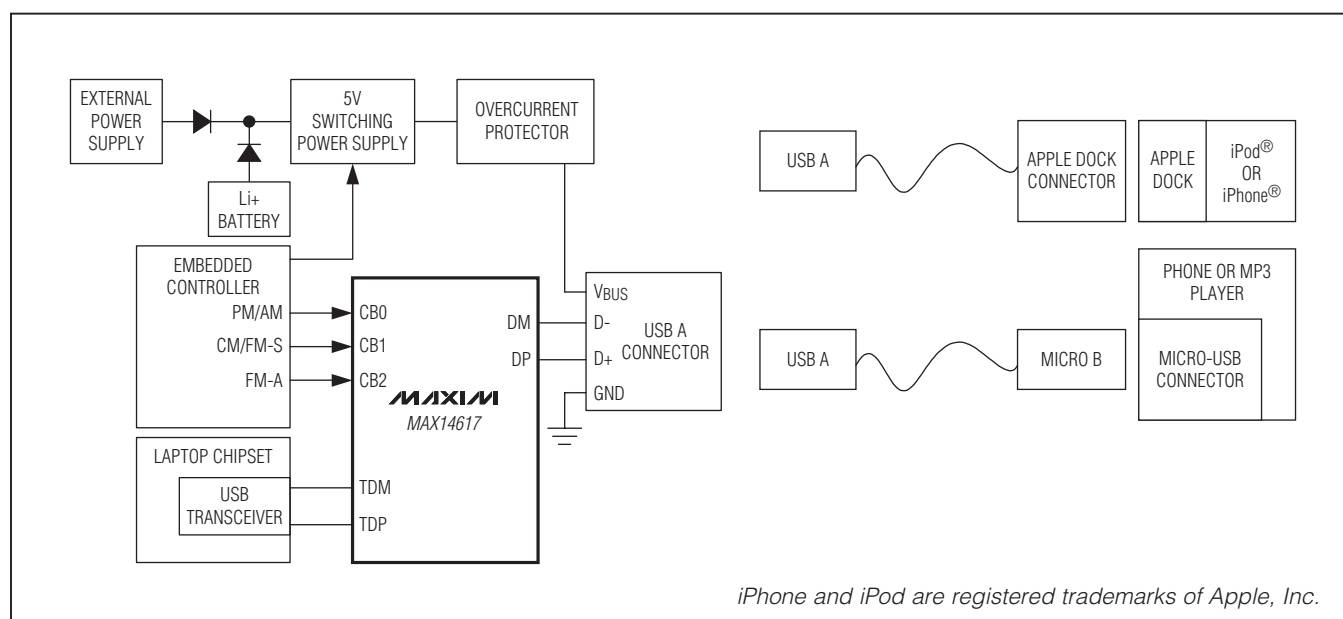 EXTERNAL
POWER
SUPPLY
5V
SWITCHING
POWER SUPPLY
OVERCURRENT
PROTECTOR
Li+
BATTERY
EMBEDDED
CONTROLLER
PM/AM
CM/FM-S
FM-A
CB0
CB1
CB2
MAXIM
MAX14617
DM
DP
TDM
TDP
LAPTOP CHIPSET
USB
TRANSCEIVER
VBUS
D-
D+
GND
USB A
CONNECTOR
USB A
APPLE DOCK
CONNECTOR
APPLE
DOCK
iPod®
OR
iPhone®
USB A
MICRO B
PHONE OR MP3
PLAYER
MICRO-USB
CONNECTOR
iPhone and iPod are registered trademarks of Apple, Inc.